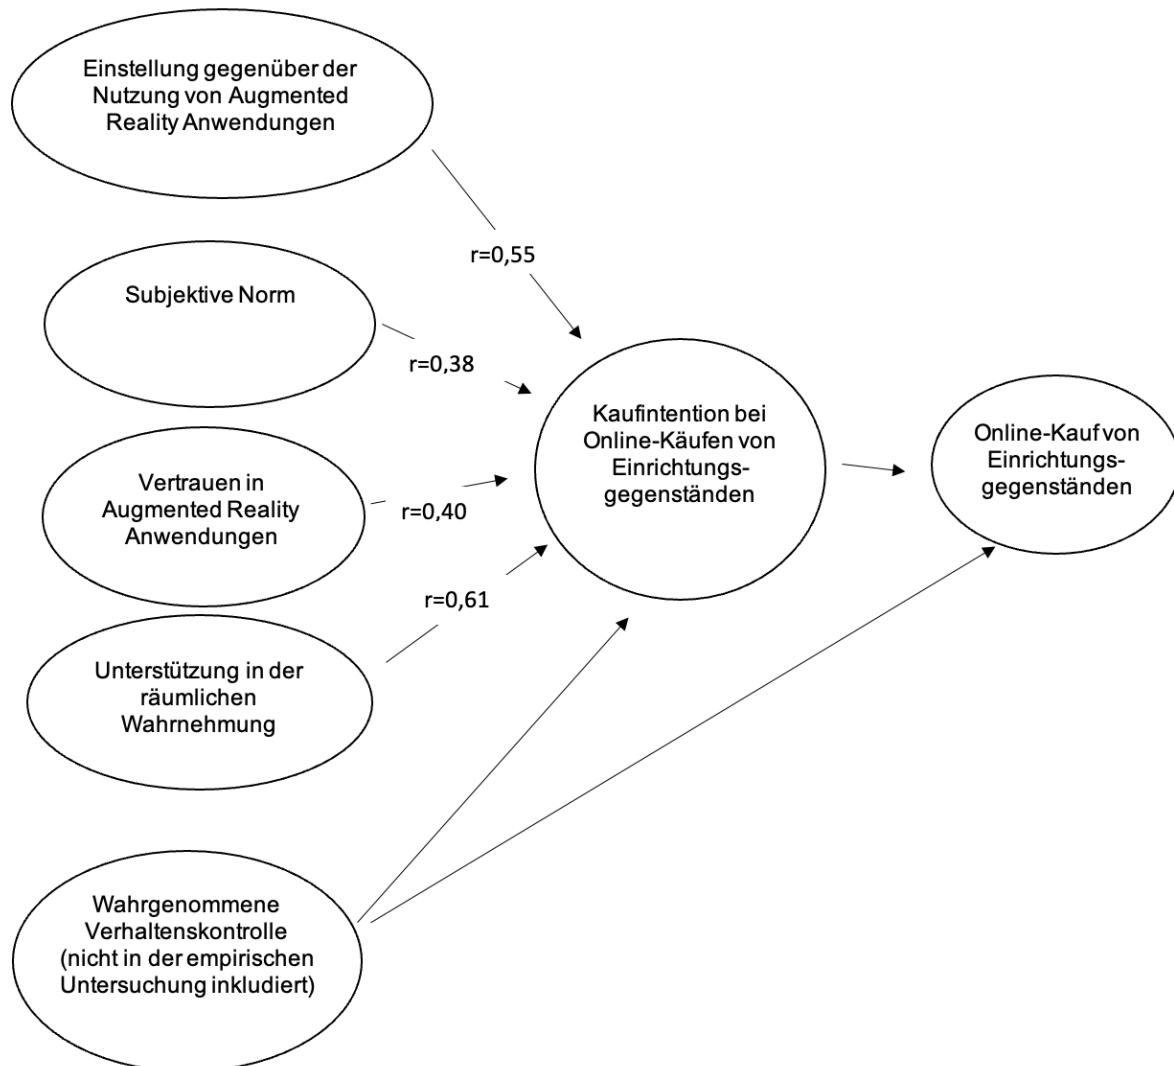 Einstellung gegenüber der
Nutzung von Augmented
Reality Anwendungen
r=0,55
Subjektive Norm
r=0,38
Kaufintention bei
Online-Käufen von
Einrichtungs-
gegenständen
Online-Kauf von
Einrichtungs-
gegenständen
Vertrauen in
Augmented Reality
Anwendungen
r=0,40
r=0,61
Unterstützung in der
räumlichen
Wahrnehmung
Wahrgenommene
Verhaltenskontrolle
(nicht in der empirischen
Untersuchung inkludiert)